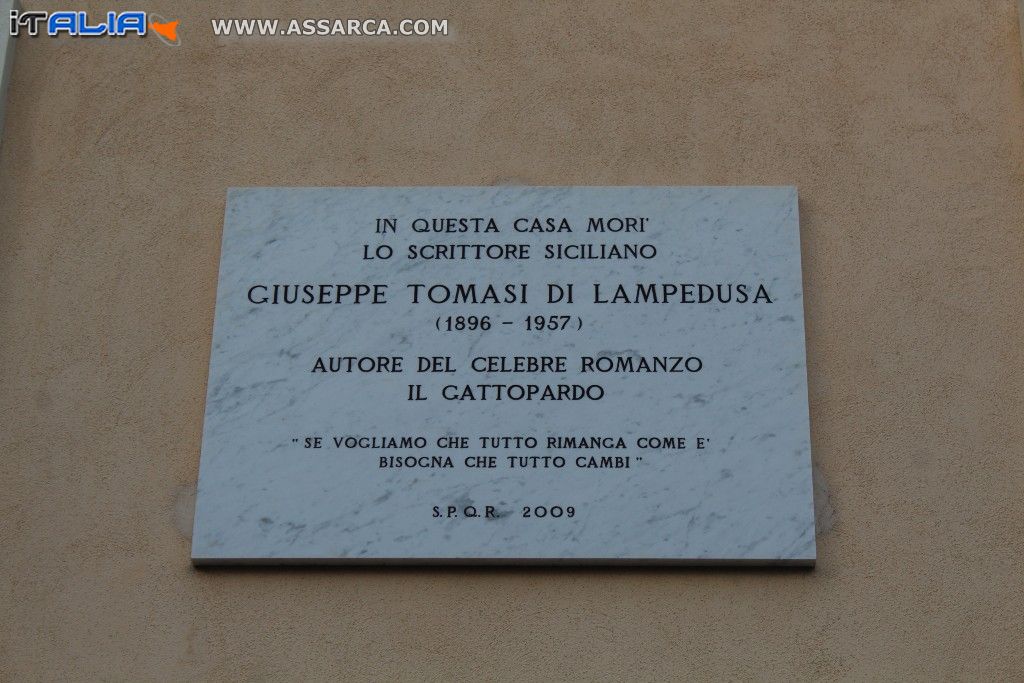 iTALIA WWW.ASSARCA.COM
IN QUESTA CASA MORI'
LO SCRITTORE SICILIANO
GIUSEPPE TOMASI DI LAMPEDUSA
(1896 - 1957)
AUTORE DEL CELEBRE ROMANZO
IL GATTOPARDO
"SE VOGLIAMO CHE TUTTO RIMANGA COME E'
BISOGNA CHE TUTTO CAMBI"
S.P.Q.R. 2009